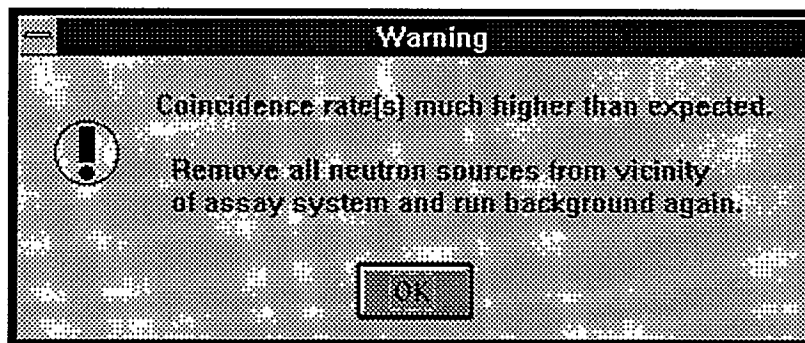 Warning
Coincidence rate(s) much higher than expected.
Remove all neutron sources from vicinity
of assay system and run background again.
OK